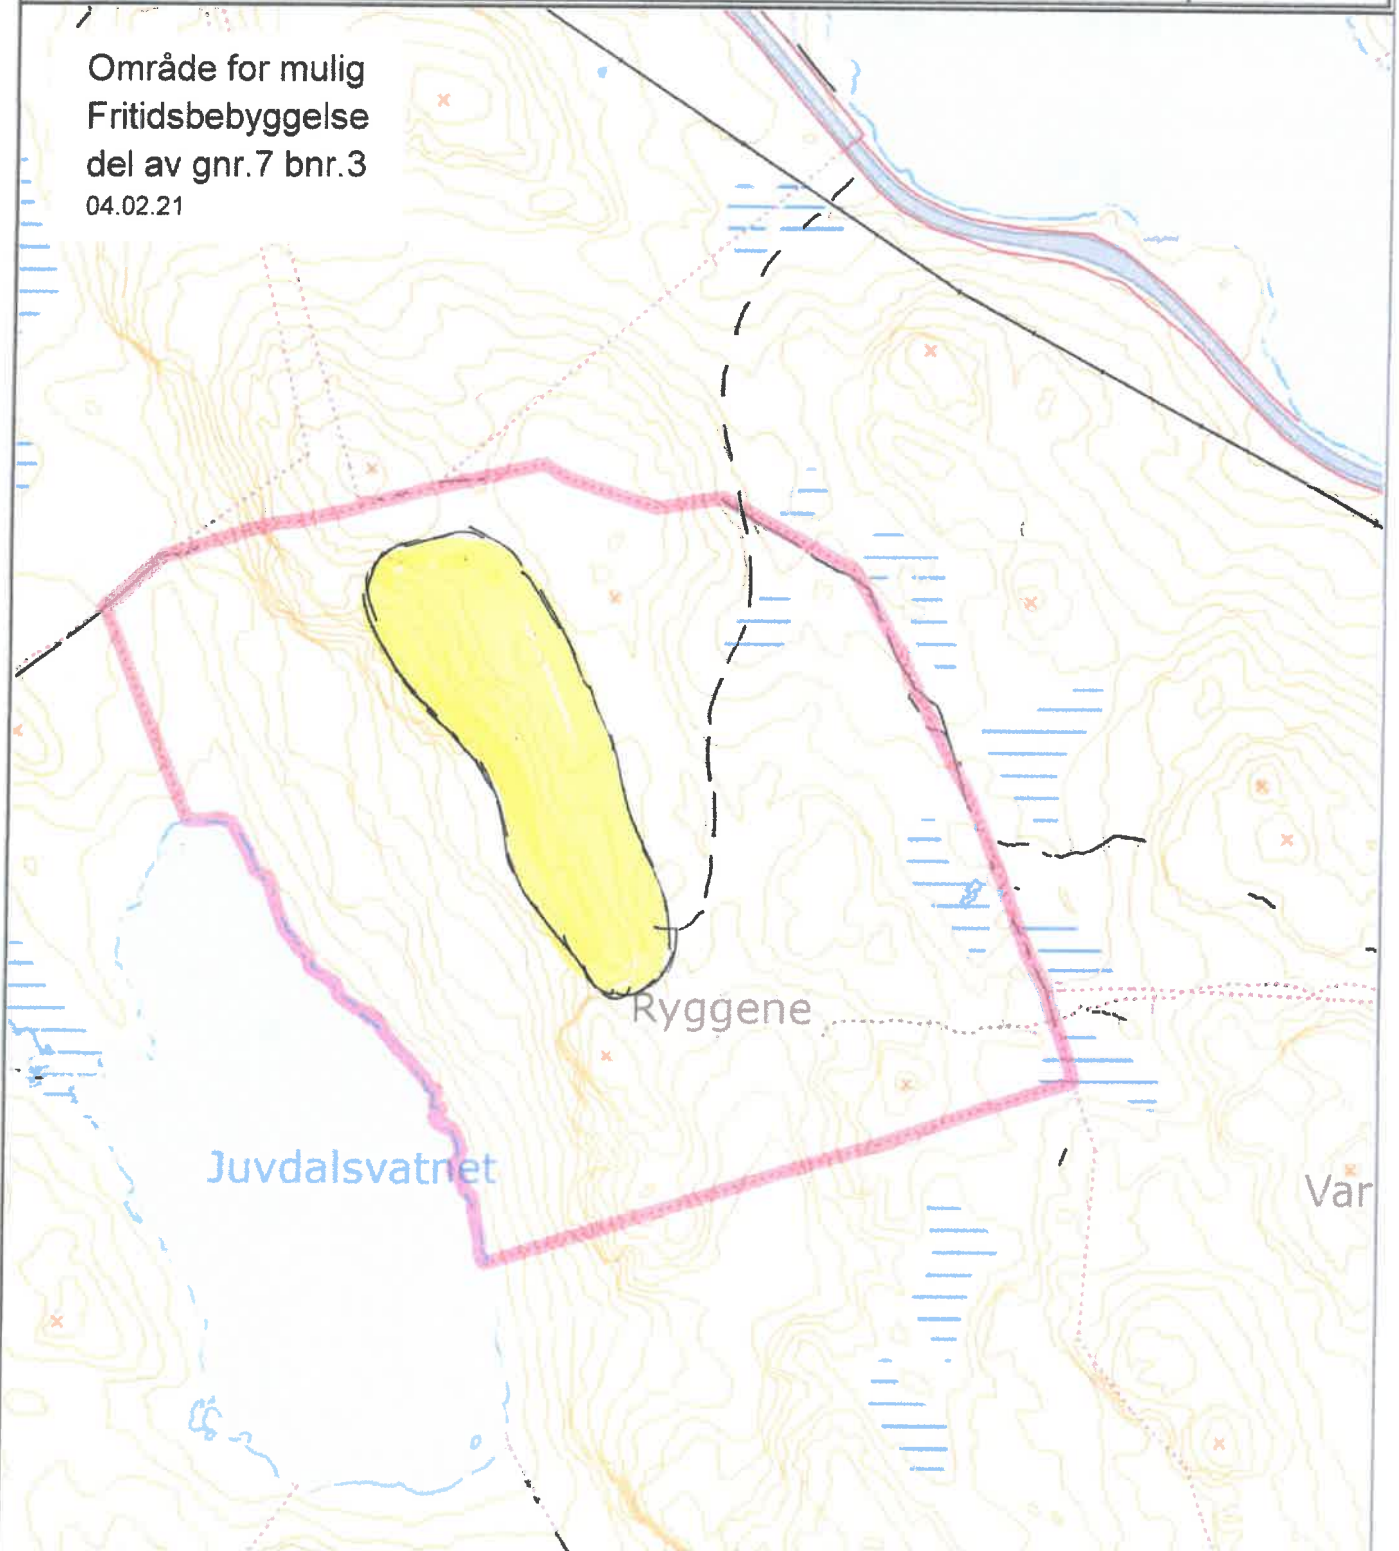 Område for mulig
Fritidsbebyggelse
del av gnr.7 bnr.3
04.02.21
Ryggene
Juvdalsvatnet
Var